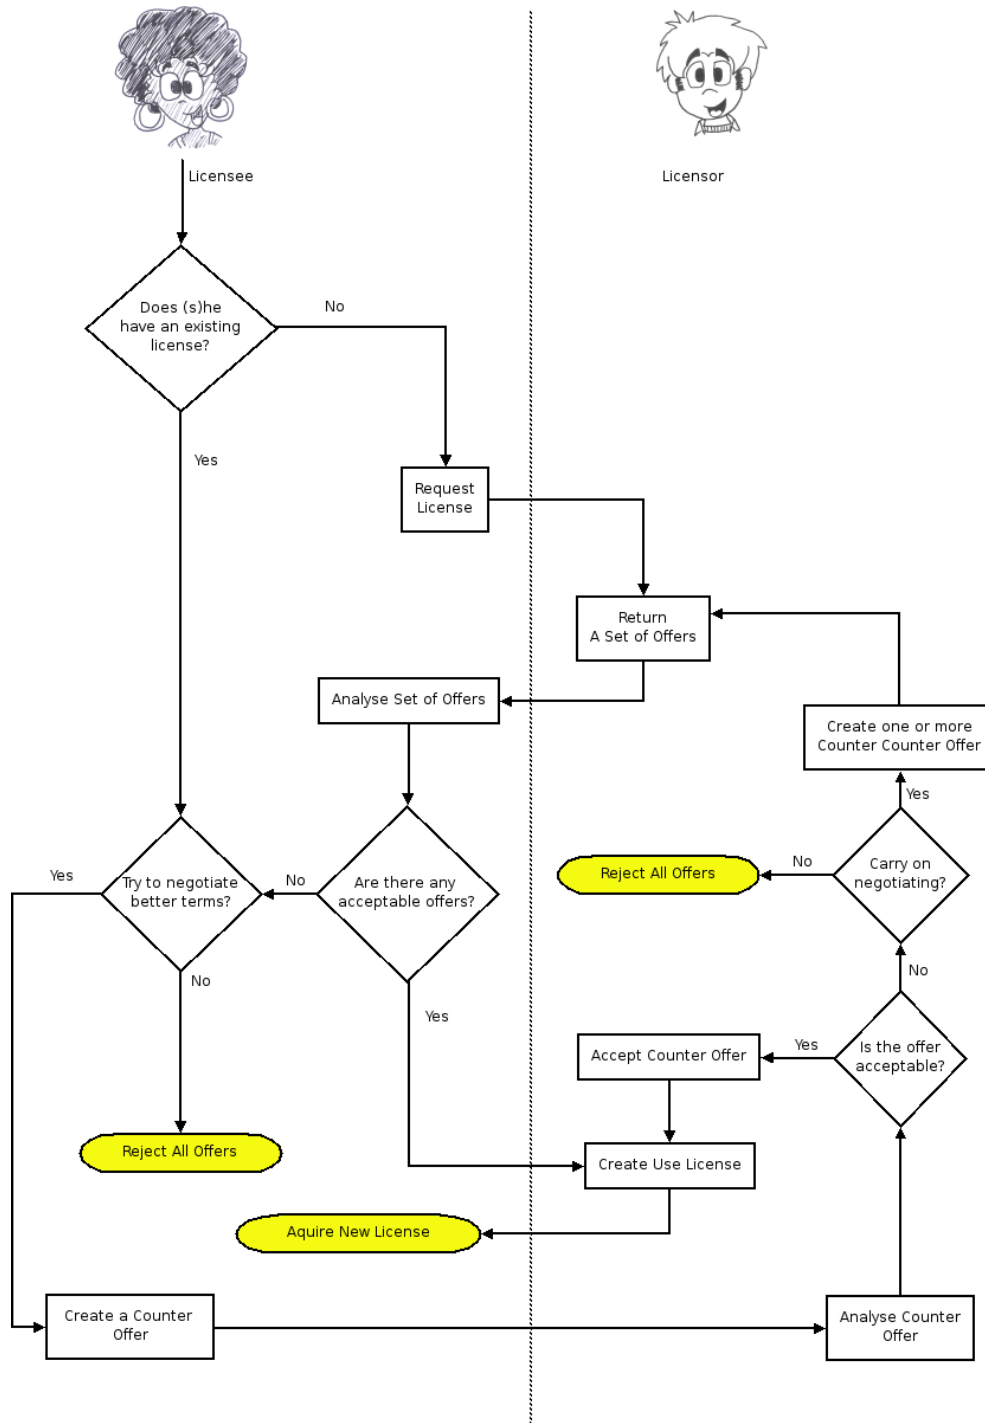 Licensee
Licensor
Does (s)he
have an existing
license?
No
Yes
Request
License
Return
A Set of Offers
Analyse Set of Offers
Create one or more
Counter Counter Offer
Yes
Yes
Try to negotiate
better terms?
No
Are there any
acceptable offers?
Reject All Offers
No
Carry on
negotiating?
No
No
Yes
Accept Counter Offer
Yes
Is the offer
acceptable?
Reject All Offers
Create Use License
Aquire New License
Create a Counter
Offer
Analyse Counter
Offer